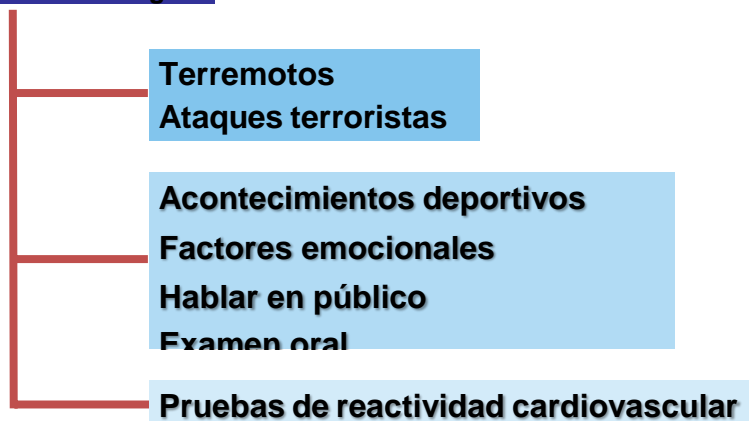 Terremotos
Ataques terroristas
Acontecimientos deportivos
Factores emocionales
Hablar en público
Examen oral
Pruebas de reactividad cardiovascular